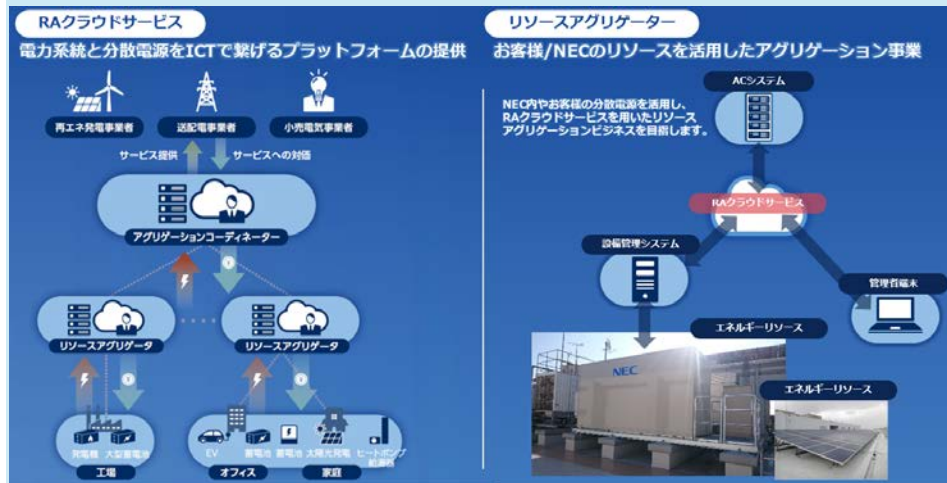 RAクラウドサービス
電力系統と分散電源をICTで繋げるプラットフォームの提供
再エネ発電事業者
送配電事業者
小売電気事業者
サービス提供
サービスへの対価
アグリゲーションコーディネーター
リソースアグリゲータ
リソースアグリゲータ
発電機
大型蓄電池
工場
EV
蓄電池
蓄電池
太陽光発電
ヒートポンプ
給湯器
オフィス
家庭
リソースアグリゲーター
お客様/NECのリソースを活用したアグリゲーション事業
NEC内やお客様の分散電源を活用し、
RAクラウドサービスを用いたリソース
アグリゲーションビジネスを目指します。
ACシステム
RAクラウドサービス
設備管理システム
管理者端末
エネルギーリソース
NEC
エネルギーリソース